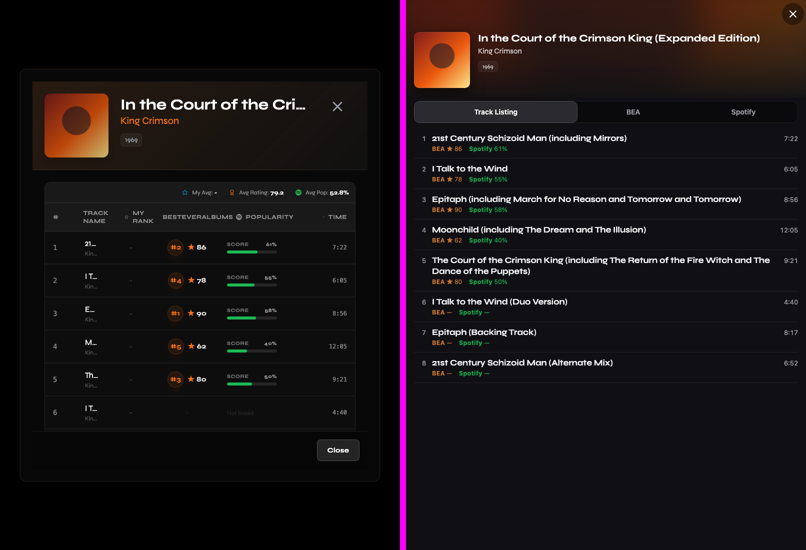 In the Court of the Cri...
King Crimson
1969
My Avg: -
Avg Rating: 79.2
Avg Pop: 52.8%
# TRACK NAME MY RANK BESTEVERALBUMS POPULARITY TIME
1 21... - #2 86 SCORE 61% 7:22
Kin...
2 I T... - #4 78 SCORE 55% 6:05
Kin...
3 E... - #1 90 SCORE 58% 8:56
Kin...
4 M... - #5 62 SCORE 40% 12:05
Kin...
5 Th... - #3 80 SCORE 50% 9:21
Kin...
6 I T... - - Not Rated 4:40
Kin...
Close
In the Court of the Crimson King (Expanded Edition)
King Crimson
1969
Track Listing BEA Spotify
1 21st Century Schizoid Man (including Mirrors) 7:22
BEA ★ 86 Spotify 61%
2 I Talk to the Wind 6:05
BEA ★ 78 Spotify 55%
3 Epitaph (including March for No Reason and Tomorrow and Tomorrow) 8:56
BEA ★ 90 Spotify 58%
4 Moonchild (including The Dream and The Illusion) 12:05
BEA ★ 62 Spotify 40%
5 The Court of the Crimson King (including The Return of the Fire Witch and The 9:21
Dance of the Puppets)
BEA ★ 80 Spotify 50%
6 I Talk to the Wind (Duo Version) 4:40
BEA — Spotify —
7 Epitaph (Backing Track) 8:17
BEA — Spotify —
8 21st Century Schizoid Man (Alternate Mix) 6:52
BEA — Spotify —